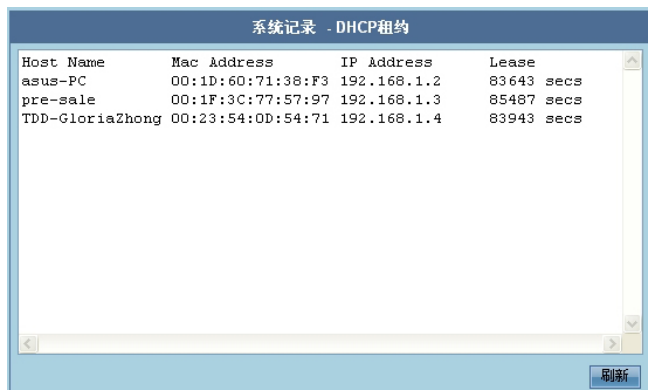 系统记录 - DHCP租约
Host Name Mac Address IP Address Lease
asus-PC 00:1D:60:71:38:F3 192.168.1.2 83643 secs
pre-sale 00:1F:3C:77:57:97 192.168.1.3 85487 secs
TDD-GloriaZhong 00:23:54:0D:54:71 192.168.1.4 83943 secs
刷新